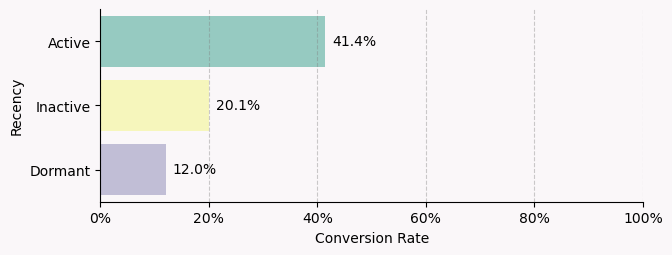 Recency
Active
41.4%
Inactive
20.1%
Dormant
12.0%
0% 20% 40% 60% 80% 100%
Conversion Rate